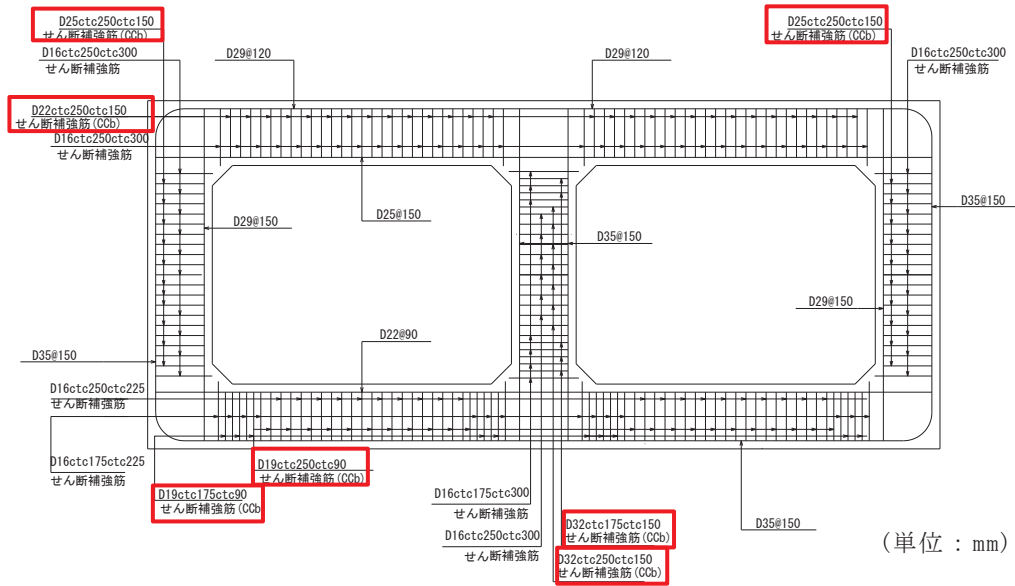 D25ctc250ctc150
せん断補強筋(CCb)
D16ctc250ctc300
せん断補強筋
D29@120
D29@120
D25ctc250ctc150
せん断補強筋(CCb)
D16ctc250ctc300
せん断補強筋
D22ctc250ctc150
せん断補強筋(CCb)
D16ctc250ctc300
せん断補強筋
D25@150
D29@150
D35@150
D35@150
D29@150
D22@90
D35@150
D16ctc250ctc225
せん断補強筋
D16ctc175ctc225
せん断補強筋
D19ctc250ctc90
せん断補強筋(CCb)
D19ctc175ctc90
せん断補強筋(CCb
D16ctc175ctc300
せん断補強筋
D16ctc250ctc300
せん断補強筋
D32ctc175ctc150
せん断補強筋(CCb)
D32ctc250ctc150
せん断補強筋(CCb)
D35@150
(単位：mm)